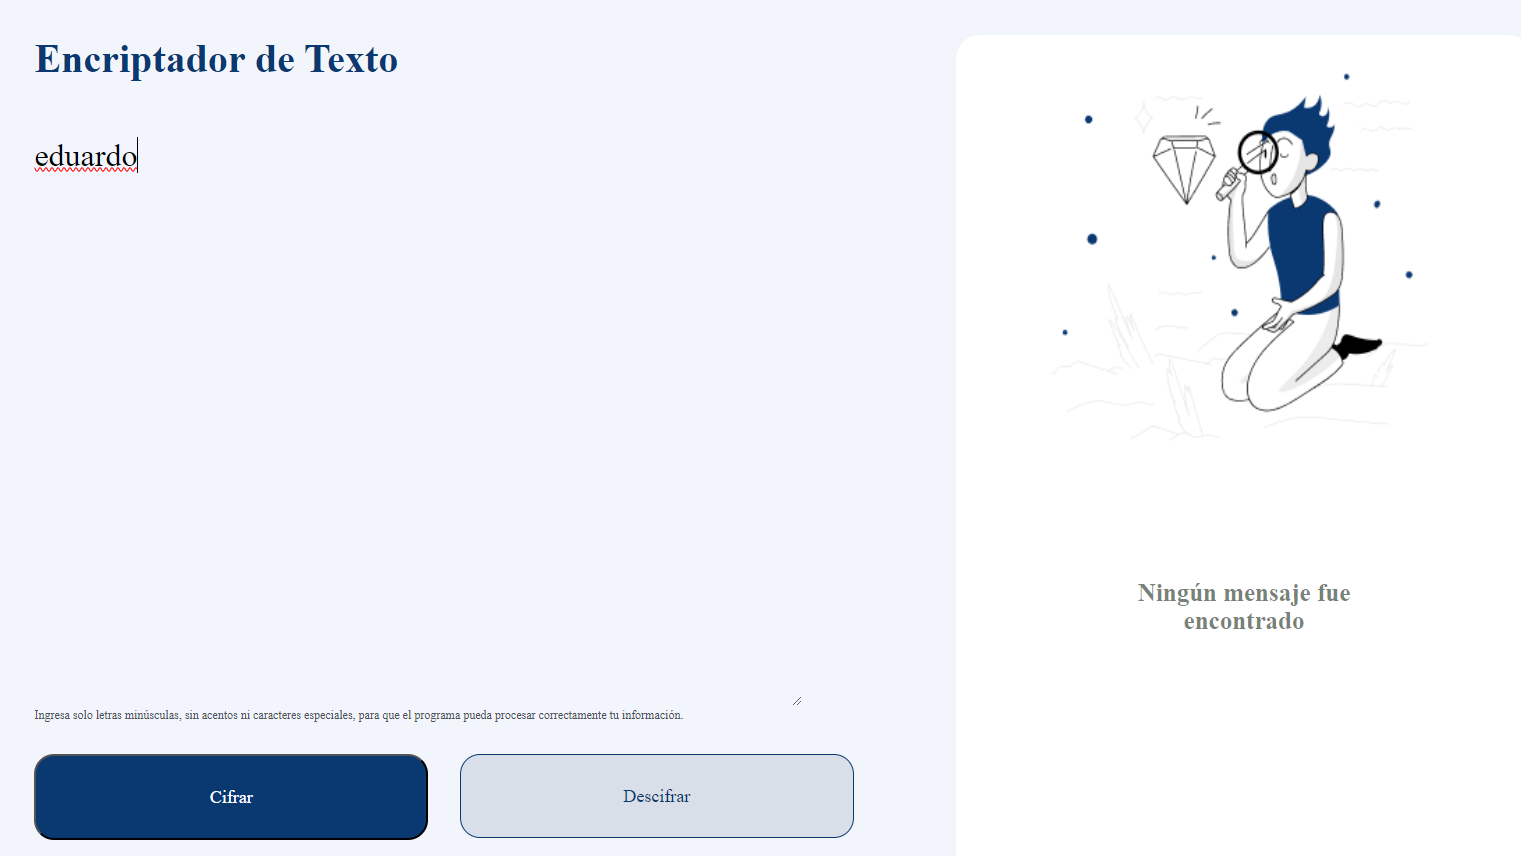 Encriptador de Texto
eduardo
Ingresa solo letras minúsculas, sin acentos ni caracteres especiales, para que el programa pueda procesar correctamente tu información.
Cifrar
Descifrar
Ningún mensaje fue
encontrado